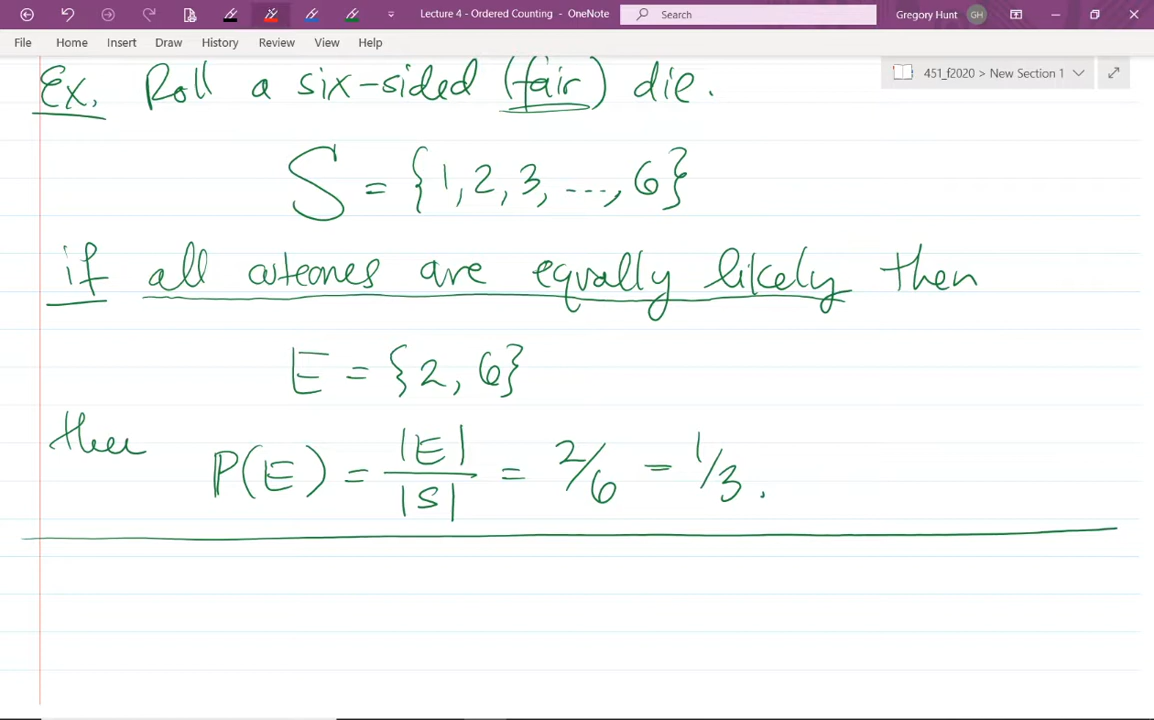 Lecture 4 - Ordered Counting - OneNote
Search
Gregory Hunt GH
File Home Insert Draw History Review View Help
451_f2020 > New Section 1
Ex. Roll a six-sided (fair) die.
S = {1, 2, 3, ..., 6}
if all outcomes are equally likely then
E = {2, 6}
then P(E) = |E| / |S| = 2/6 = 1/3.